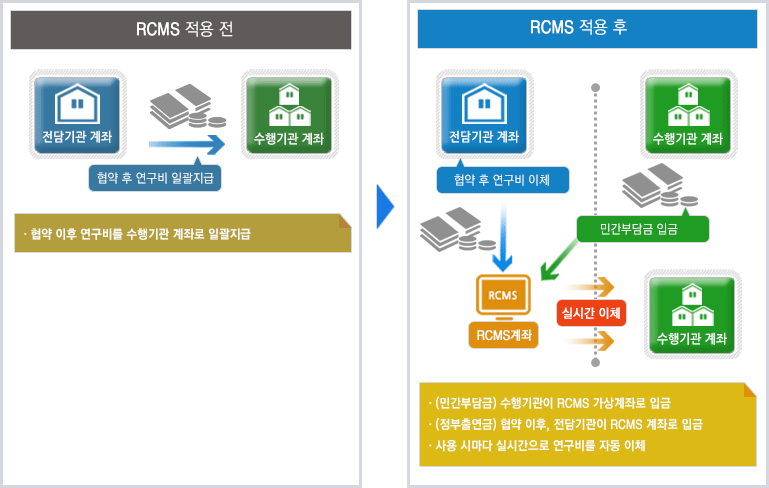 RCMS 적용 전
전담기관 계좌
수행기관 계좌
협약 후 연구비 일괄지급
· 협약 이후 연구비를 수행기관 계좌로 일괄지급
RCMS 적용 후
전담기관 계좌
수행기관 계좌
협약 후 연구비 이체
민간부담금 입금
RCMS
RCMS계좌
실시간 이체
수행기관 계좌
· (민간부담금) 수행기관이 RCMS 가상계좌로 입금
· (정부출연금) 협약 이후, 전담기관이 RCMS 계좌로 입금
· 사용 시마다 실시간으로 연구비를 자동 이체